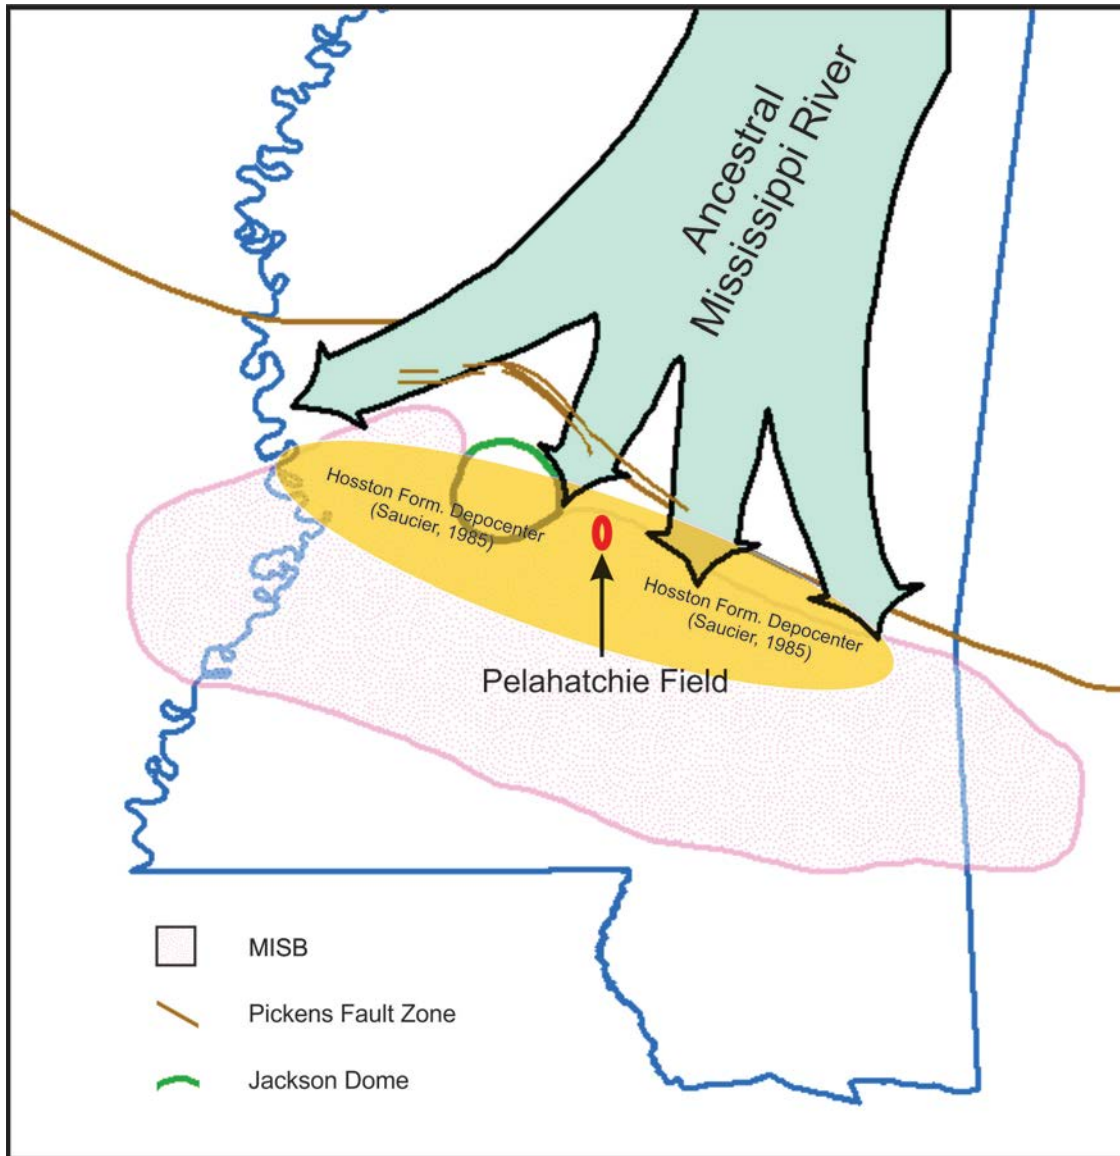 Ancestral
Mississippi River
Hosston Form. Depocenter
(Saucier, 1985)
Hosston Form. Depocenter
(Saucier, 1985)
Pelahatchie Field
MISB
Pickens Fault Zone
Jackson Dome